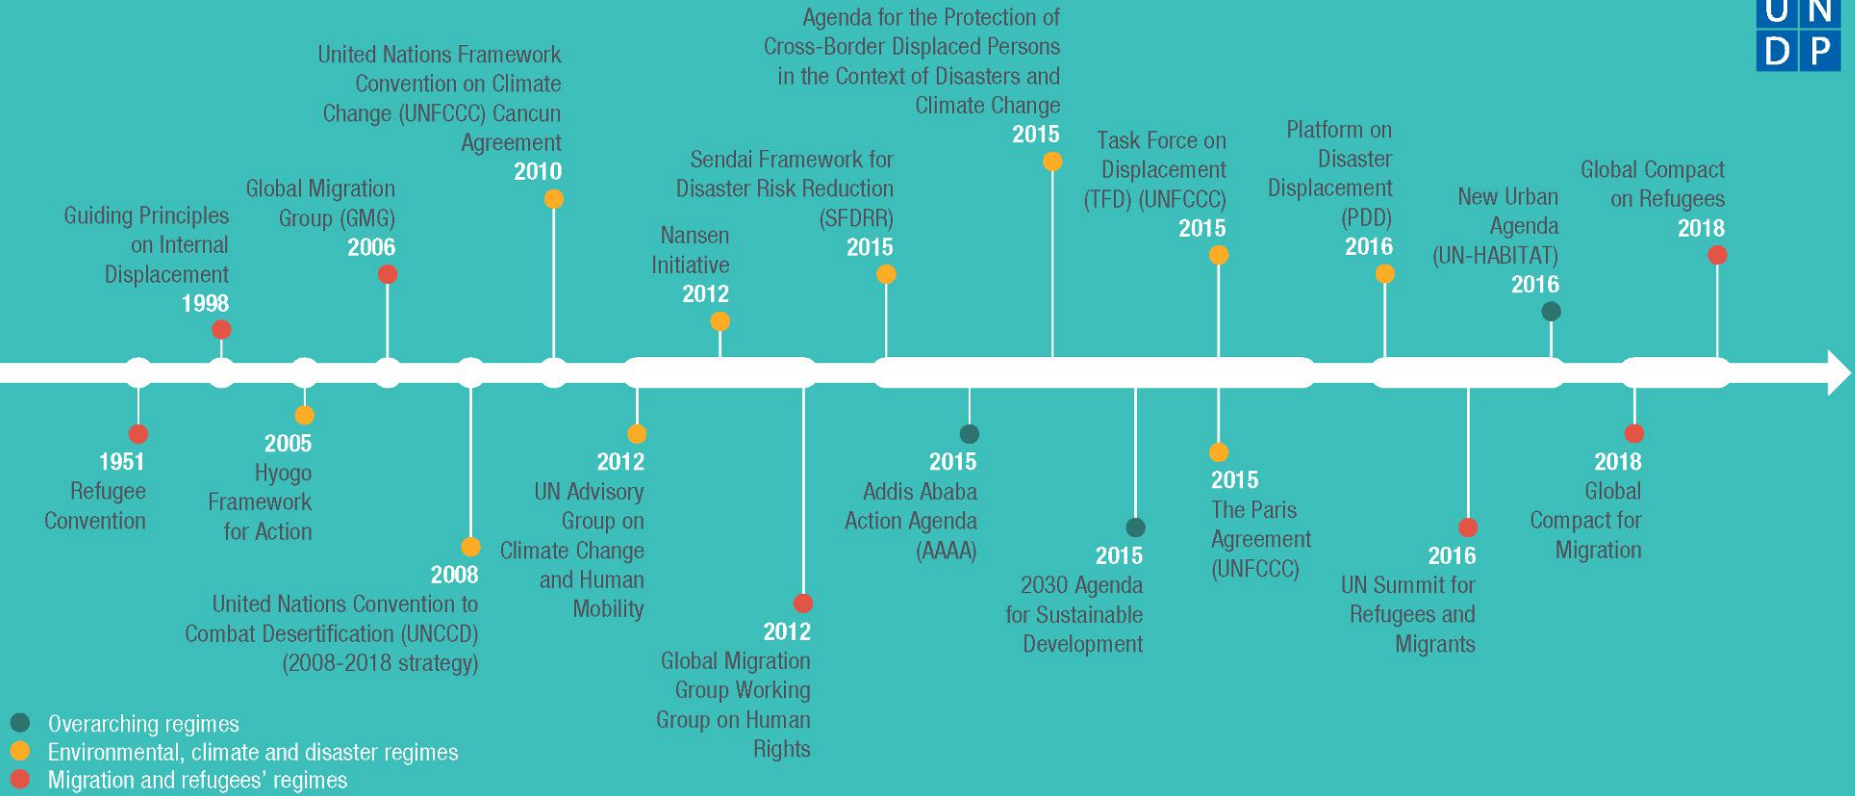 UN
DP
Guiding Principles
on Internal
Displacement
1998
Global Migration
Group (GMG)
2006
United Nations Framework
Convention on Climate
Change (UNFCCC) Cancun
Agreement
2010
Nansen
Initiative
2012
Sendai Framework for
Disaster Risk Reduction
(SFDRR)
2015
Agenda for the Protection of
Cross-Border Displaced Persons
in the Context of Disasters and
Climate Change
2015
Task Force on
Displacement
(TFD) (UNFCCC)
2015
Platform on
Disaster
Displacement
(PDD)
2016
New Urban
Agenda
(UN-HABITAT)
2016
Global Compact
on Refugees
2018
1951
Refugee
Convention
2005
Hyogo
Framework
for Action
2008
United Nations Convention to
Combat Desertification (UNCCD)
(2008-2018 strategy)
2012
UN Advisory
Group on
Climate Change
and Human
Mobility
2012
Global Migration
Group Working
Group on Human
Rights
2015
Addis Ababa
Action Agenda
(AAAA)
2015
2030 Agenda
for Sustainable
Development
2015
The Paris
Agreement
(UNFCCC)
2016
UN Summit for
Refugees and
Migrants
2018
Global
Compact for
Migration
Overarching regimes
Environmental, climate and disaster regimes
Migration and refugees' regimes